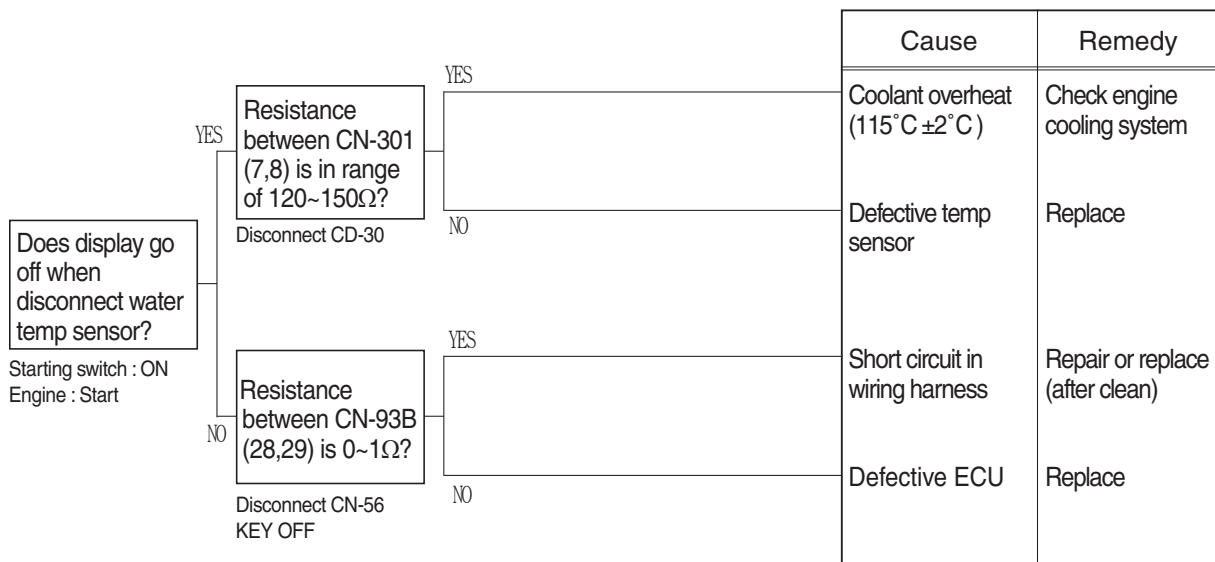 Cause
Remedy
YES
Coolant overheat
(115˚C ±2˚C )
Check engine
cooling system
YES
Resistance
between CN-301
(7,8) is in range
of 120~150Ω?
Disconnect CD-30
NO
Defective temp
sensor
Replace
Does display go
off when
disconnect water
temp sensor?
Starting switch : ON
Engine : Start
YES
Short circuit in
wiring harness
Repair or replace
(after clean)
NO
Resistance
between CN-93B
(28,29) is 0~1Ω?
Disconnect CN-56
KEY OFF
NO
Defective ECU
Replace